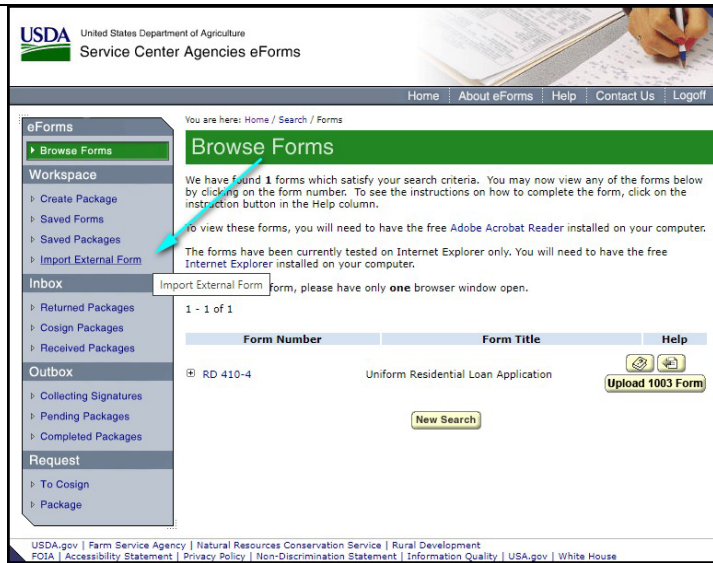 USDA United States Department of Agriculture
Service Center Agencies eForms
Home About eForms Help Contact Us Logoff
eForms
Browse Forms
Workspace
Create Package
Saved Forms
Saved Packages
Import External Form
Inbox
Returned Packages
Cosign Packages
Received Packages
Outbox
Collecting Signatures
Pending Packages
Completed Packages
Request
To Cosign
Package
You are here: Home / Search / Forms
Browse Forms
We have found 1 forms which satisfy your search criteria. You may now view any of the forms below
by clicking on the form number. To see the instructions on how to complete the form, click on the
instruction button in the Help column.
To view these forms, you will need to have the free Adobe Acrobat Reader installed on your computer.
The forms have been currently tested on Internet Explorer only. You will need to have the free
Internet Explorer installed on your computer.
Import External Form
form, please have only one browser window open.
1 - 1 of 1
Form Number Form Title Help
RD 410-4 Uniform Residential Loan Application
Upload 1003 Form
New Search
USDA.gov | Farm Service Agency | Natural Resources Conservation Service | Rural Development
FOIA | Accessibility Statement | Privacy Policy | Non-Discrimination Statement | Information Quality | USA.gov | White House